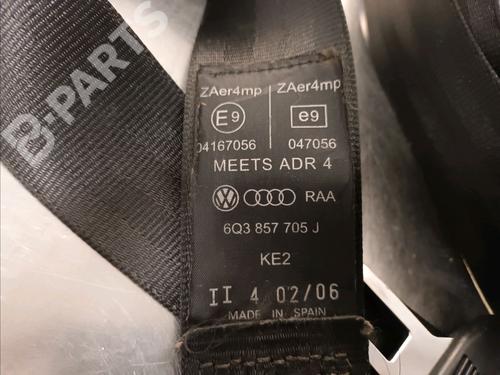 ZAer4mp ZAer4mp
E9 e9
04167056 047056
MEETS ADR 4
RAA
6Q3 857 705 J
KE2
II 4 02/06
MADE IN SPAIN
B-PARTS
B-PARTS